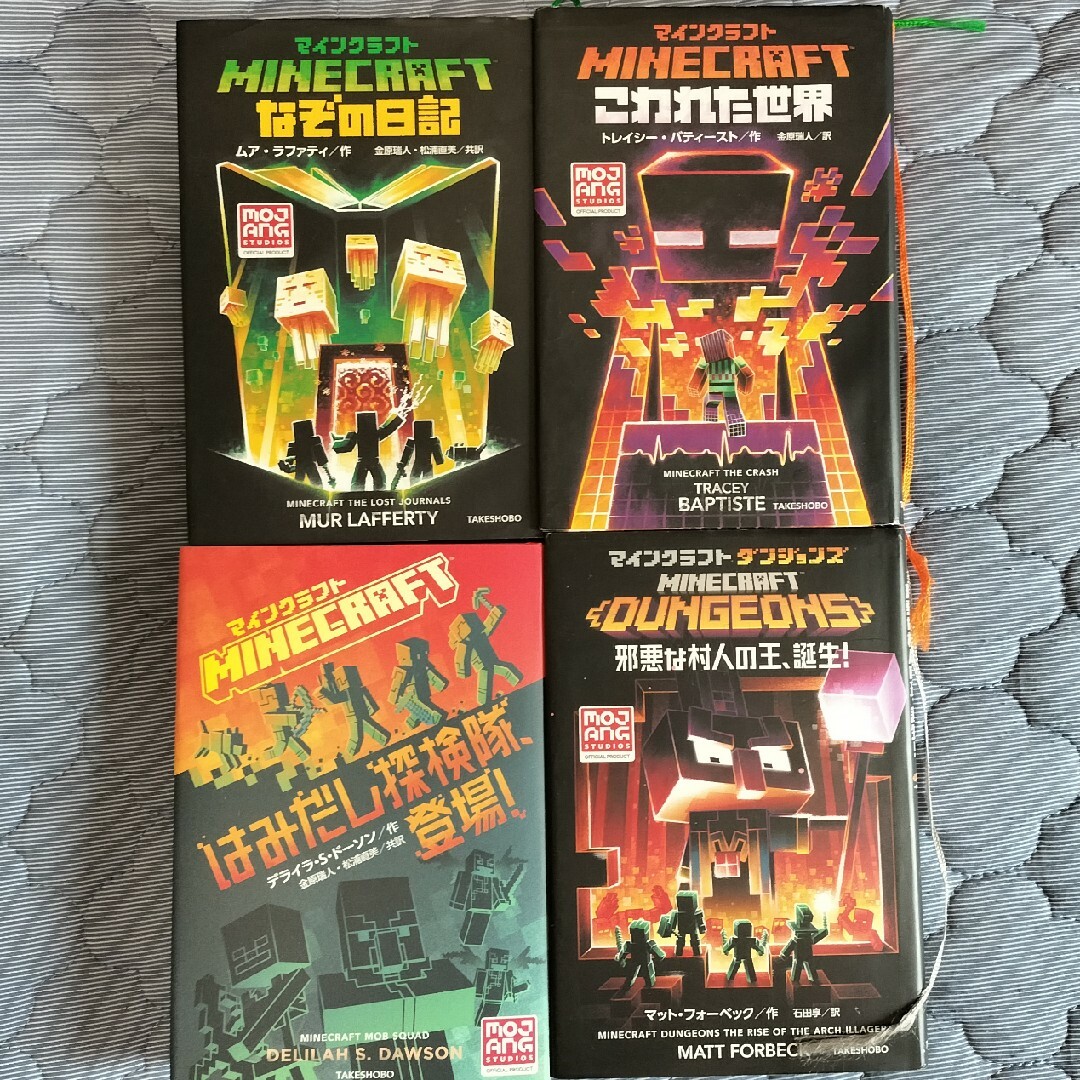 マインクラフト
MINECRAFT
なぞの日記
ムア・ラファティ/作 金原瑞人・松浦直美/共訳
MOJ
ANG
STUDIOS
OFFICIAL PRODUCT
MINECRAFT THE LOST JOURNALS
MUR LAFFERTY
TAKESHOBO
マインクラフト
MINECRAFT
こわれた世界
トレイシー・バティースト/作 金原瑞人/訳
MOJ
ANG
STUDIOS
OFFICIAL PRODUCT
MINECRAFT THE CRASH
TRACEY
BAPTISTE
TAKESHOBO
マインクラフト
MINECRAFT
はみだし探検隊、
登場!
デライラ・S・ドーソン/作
金原瑞人・松浦直美/共訳
MINECRAFT MOB SQUAD
DELILAH S. DAWSON
TAKESHOBO
MOJ
ANG
STUDIOS
OFFICIAL PRODUCT
マインクラフト ダンジョンズ
MINECRAFT
DUNGEONS
邪悪な村人の王、誕生!
MOJ
ANG
STUDIOS
OFFICIAL PRODUCT
マット・フォーベック/作 石田享/訳
MINECRAFT DUNGEONS THE RISE OF THE ARCH ILLAGER
MATT FORBECK
TAKESHOBO